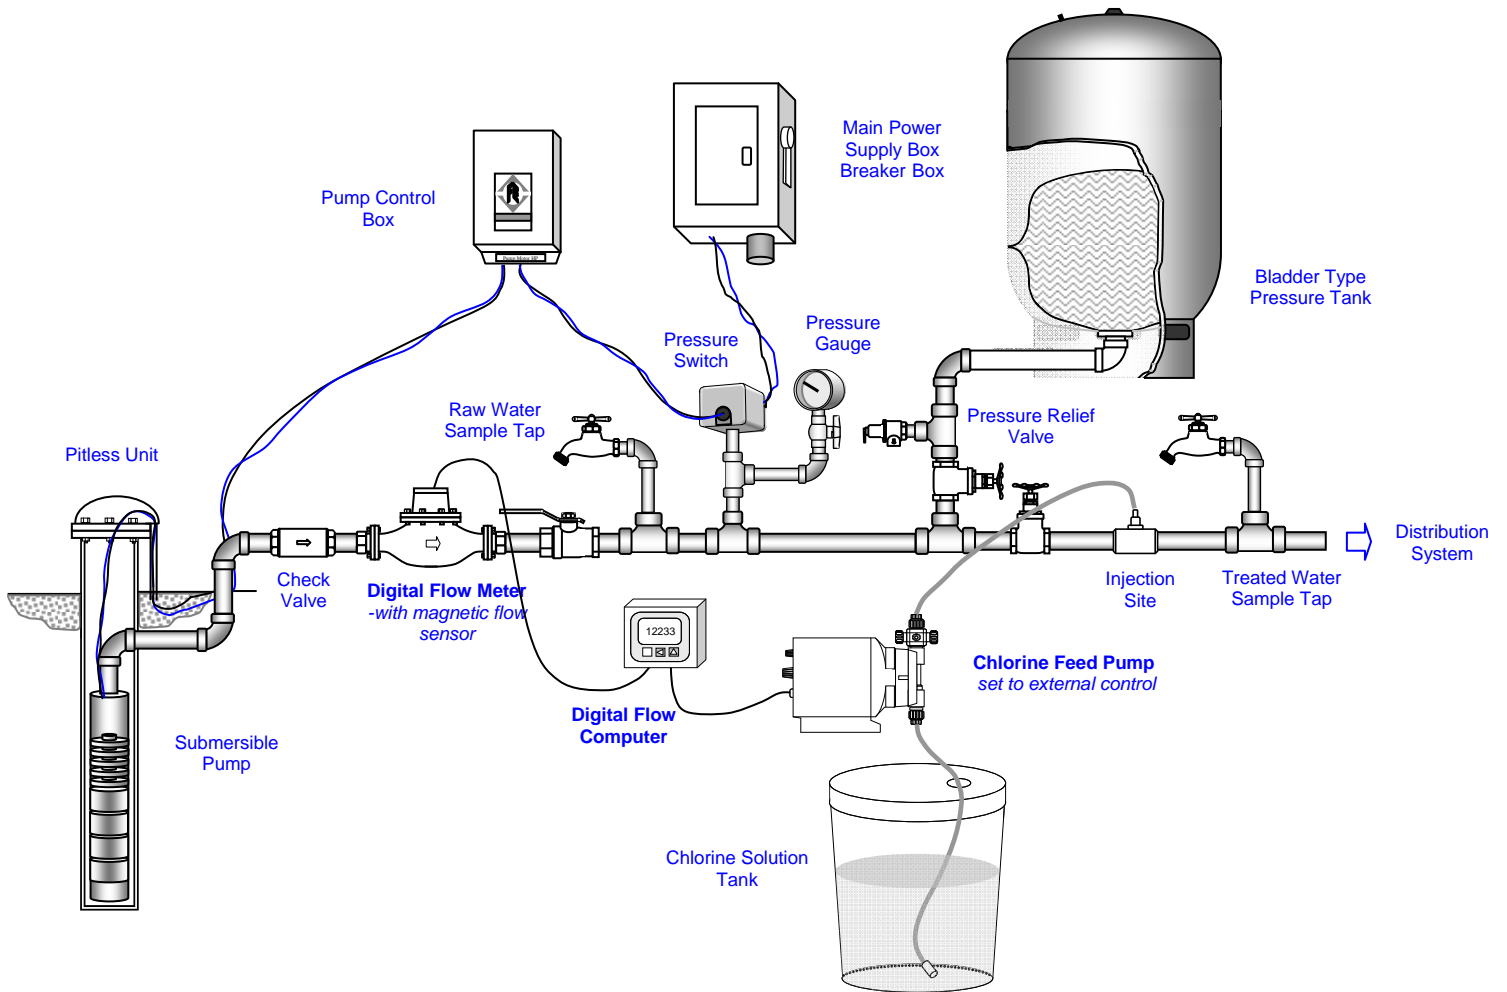 Main Power
Supply Box
Breaker Box
Pump Control
Box
Pump Motor HP
Bladder Type
Pressure Tank
Pressure
Switch
Pressure
Gauge
Raw Water
Sample Tap
Pressure Relief
Valve
Pitless Unit
Distribution
System
Check
Valve
Digital Flow Meter
-with magnetic flow
sensor
Injection
Site
Treated Water
Sample Tap
12233
Chlorine Feed Pump
set to external control
Digital Flow
Computer
Submersible
Pump
Chlorine Solution
Tank